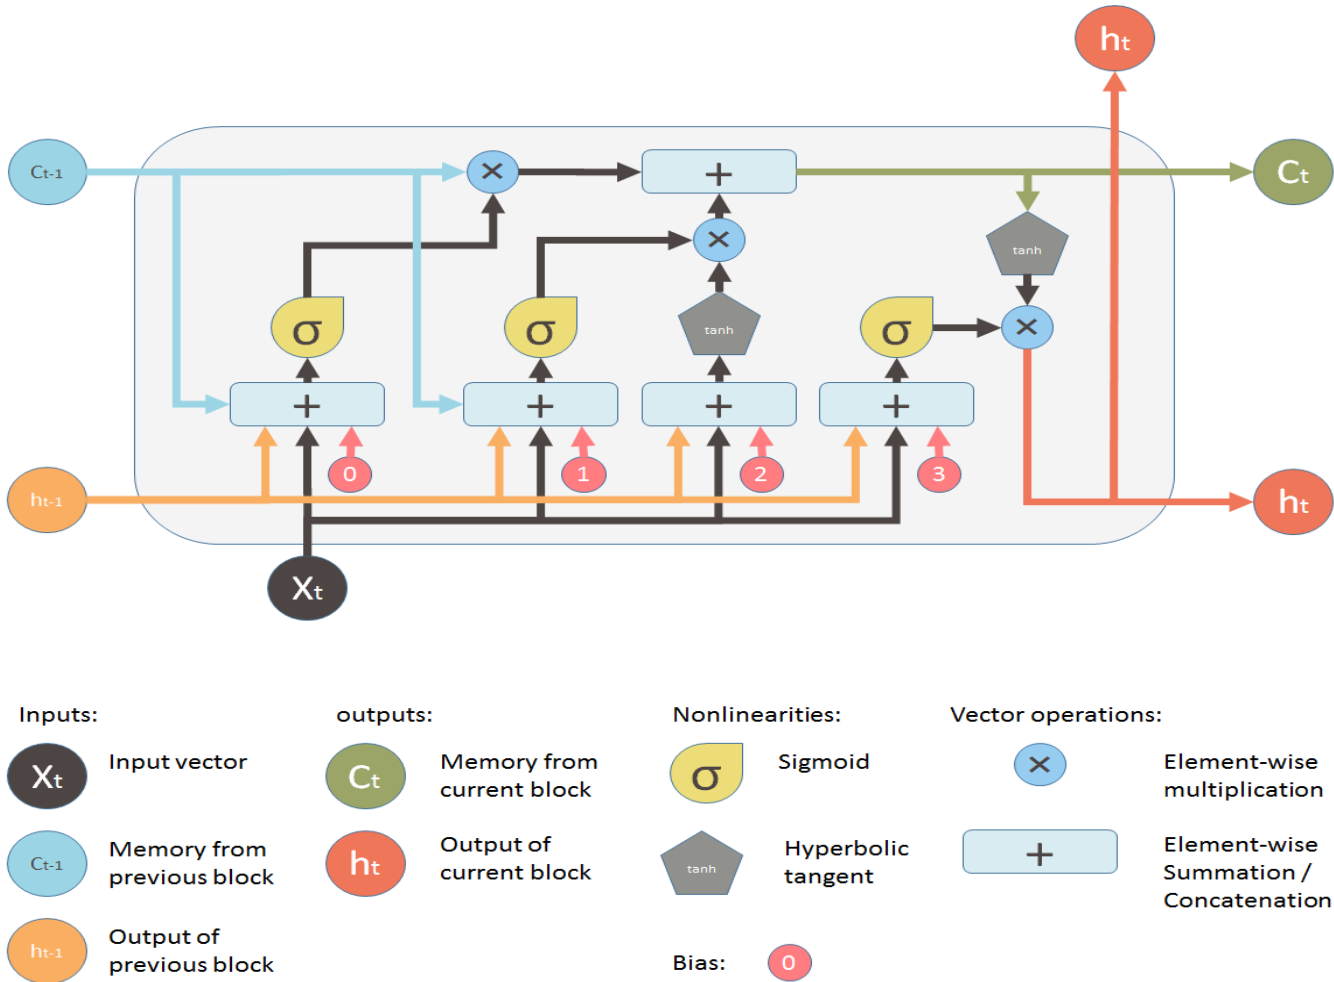 ht
Ct-1
×
+
Ct
×
tanh
σ
σ
tanh
σ
×
+
+
+
+
0
1
2
3
ht-1
ht
Xt
Inputs:
outputs:
Nonlinearities:
Vector operations:
Xt
Input vector
Ct
Memory from
current block
σ
Sigmoid
×
Element-wise
multiplication
Ct-1
Memory from
previous block
ht
Output of
current block
tanh
Hyperbolic
tangent
+
Element-wise
Summation /
Concatenation
ht-1
Output of
previous block
Bias:
0